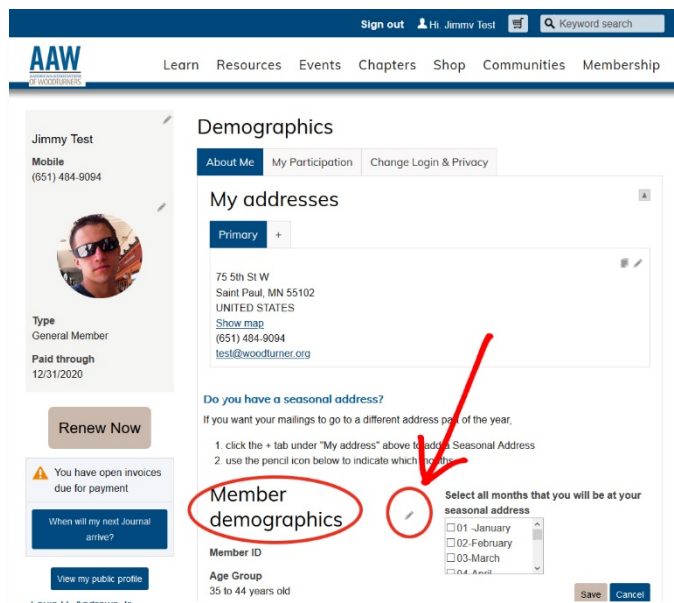 Sign out Hi. Jimmy Test Keyword search
AAW
AMERICAN ASSOCIATION
OF WOODTURNERS
Learn Resources Events Chapters Shop Communities Membership
Jimmy Test
Mobile
(651) 484-9094
Type
General Member
Paid through
12/31/2020
Renew Now
You have open invoices
due for payment
When will my next Journal
arrive?
View my public profile
Demographics
About Me My Participation Change Login & Privacy
My addresses
Primary +
75 5th St W
Saint Paul, MN 55102
UNITED STATES
Show map
(651) 484-9094
test@woodturner.org
Do you have a seasonal address?
If you want your mailings to go to a different address part of the year,
1. click the + tab under "My address" above to add a Seasonal Address
2. use the pencil icon below to indicate which months
Member
demographics
Member ID
Age Group
35 to 44 years old
Select all months that you will be at your
seasonal address
01 -January
02-February
03-March
04-April
Save Cancel